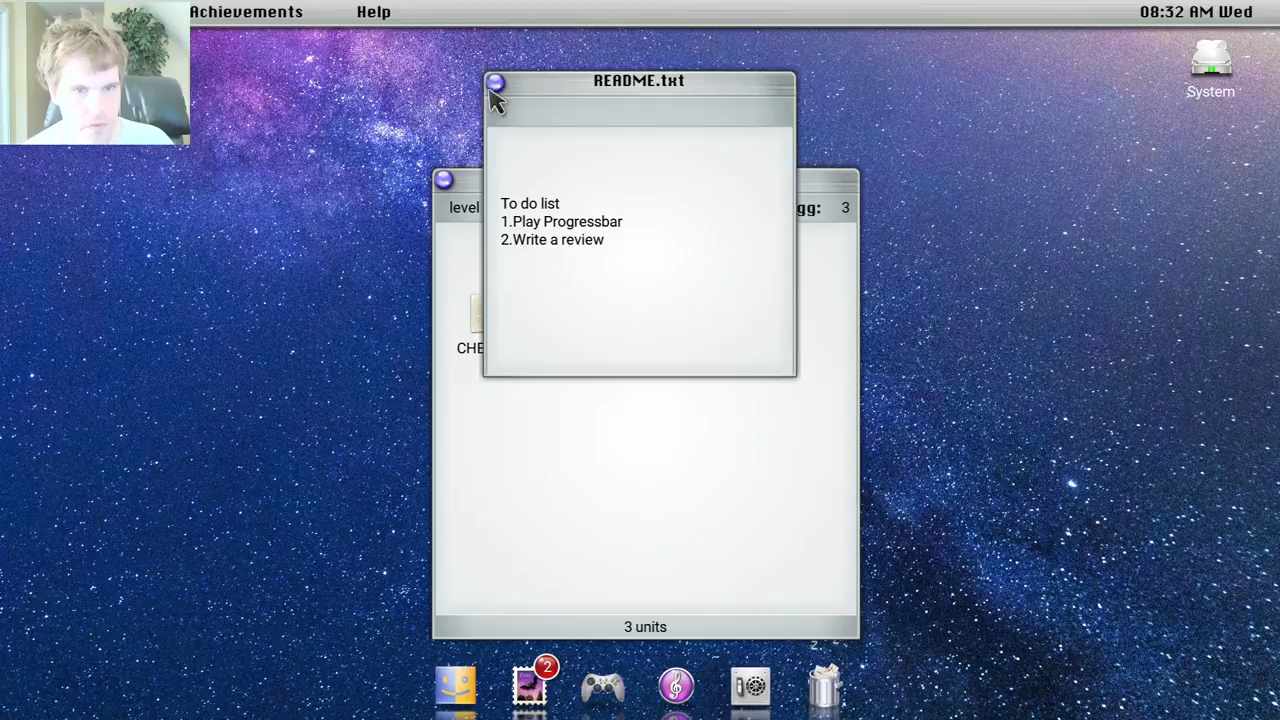 Achievements Help 08:32 AM Wed
System
README.txt
level gg: 3
To do list
1.Play Progressbar
2.Write a review
CHE
3 units
2